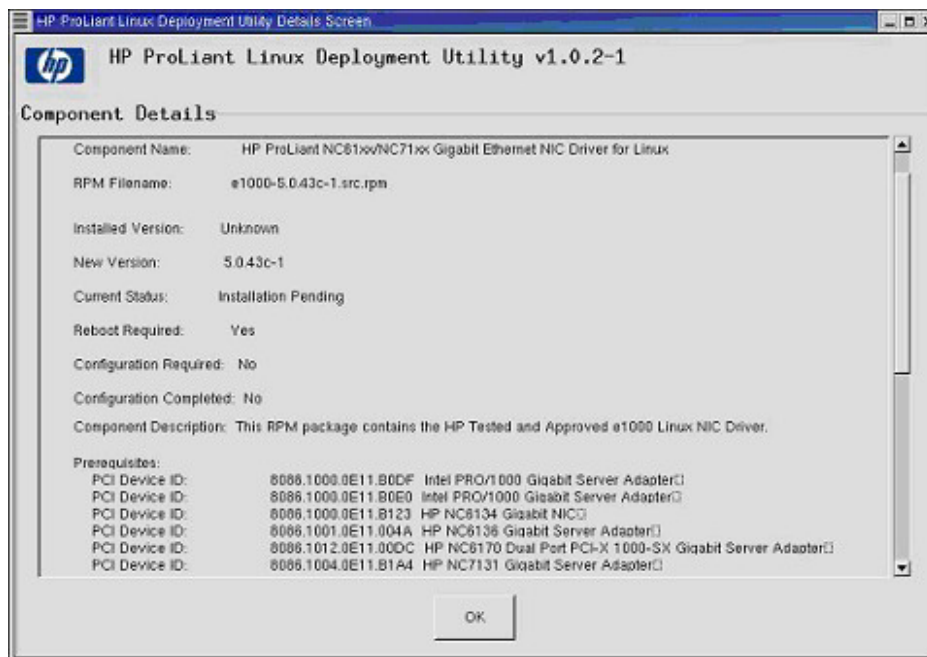 HP ProLiant Linux Deployment Utility Details Screen
hp
HP ProLiant Linux Deployment Utility v1.0.2-1
Component Details
Component Name: HP ProLiant NC61xx/NC71xx Gigabit Ethernet NIC Driver for Linux
RPM Filename: e1000-5.0.43c-1.src.rpm
Installed Version: Unknown
New Version: 5.0.43c-1
Current Status: Installation Pending
Reboot Required: Yes
Configuration Required: No
Configuration Completed: No
Component Description: This RPM package contains the HP Tested and Approved e1000 Linux NIC Driver.
Prerequisites:
PCI Device ID: 8086.1000.0E11.B0DF Intel PRO/1000 Gigabit Server Adapter□
PCI Device ID: 8086.1000.0E11.B0E0 Intel PRO/1000 Gigabit Server Adapter□
PCI Device ID: 8086.1000.0E11.B123 HP NC6134 Gigabit NIC□
PCI Device ID: 8086.1001.0E11.004A HP NC6136 Gigabit Server Adapter□
PCI Device ID: 8086.1012.0E11.00DC HP NC6170 Dual Port PCI-X 1000-SX Gigabit Server Adapter□
PCI Device ID: 8086.1004.0E11.B1A4 HP NC7131 Gigabit Server Adapter□
OK